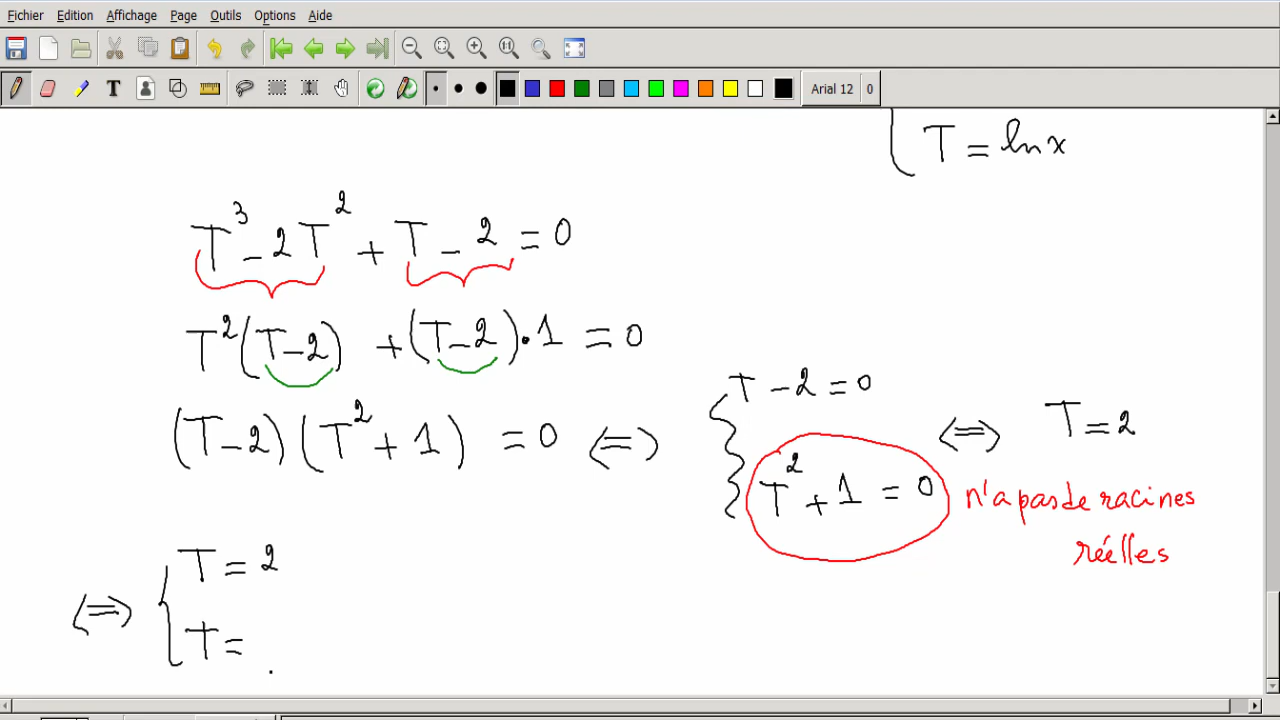 Fichier Edition Affichage Page Outils Options Aide
Arial 12 0
T = ln x
T³ - 2T² + T - 2 = 0
T²(T-2) + (T-2)·1 = 0
(T-2)(T²+1) = 0 ⟺
T - 2 = 0
T² + 1 = 0
⟺ T = 2
n'a pas de racines
réelles
⟺ T = 2
T =